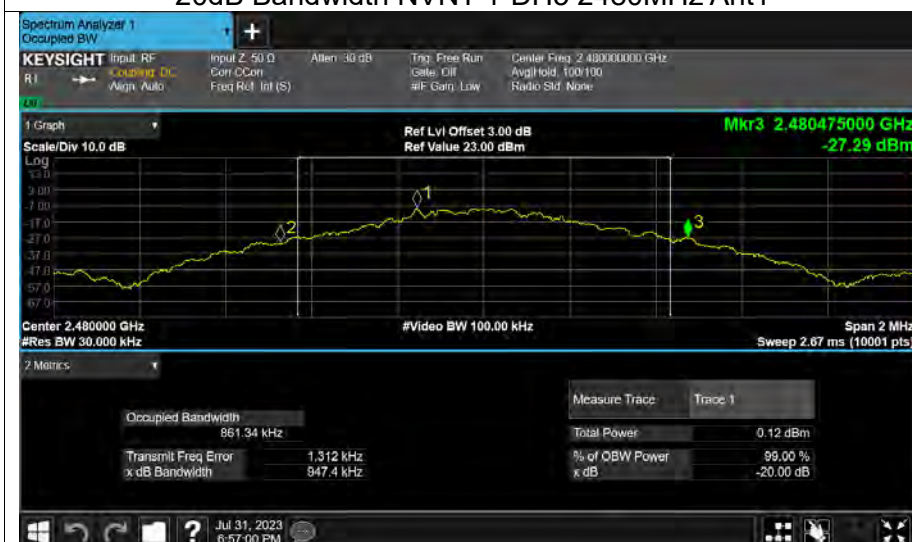 20dB Bandwidth NVNT 1-DH5 2480MHz Ant1
Spectrum Analyzer 1
Occupied BW
+
KEYSIGHT Input: RF Input Z: 50 Ω Atten: 30 dB Trig: Free Run Center Freq: 2.480000000 GHz
Coupling: DC Corr CCorr Gate: Off Avg|Hold: 100/100
Align: Auto Freq Ref: Int (S) #IF Gain: Low Radio Std: None
1 Graph
Ref Lvl Offset 3.00 dB Mkr3 2.480475000 GHz
Scale/Div 10.0 dB Ref Value 23.00 dBm -27.29 dBm
Log
13.0
3.00
-7.00
-17.0
-27.0
-37.0
-47.0
-57.0
-67.0
1
2
3
Center 2.480000 GHz #Video BW 100.00 kHz Span 2 MHz
#Res BW 30.000 kHz Sweep 2.67 ms (10001 pts)
2 Metrics
Measure Trace Trace 1
Occupied Bandwidth
861.34 kHz Total Power 0.12 dBm
Transmit Freq Error 1.312 kHz % of OBW Power 99.00 %
x dB Bandwidth 947.4 kHz x dB -20.00 dB
?
Jul 31, 2023
6:57:00 PM